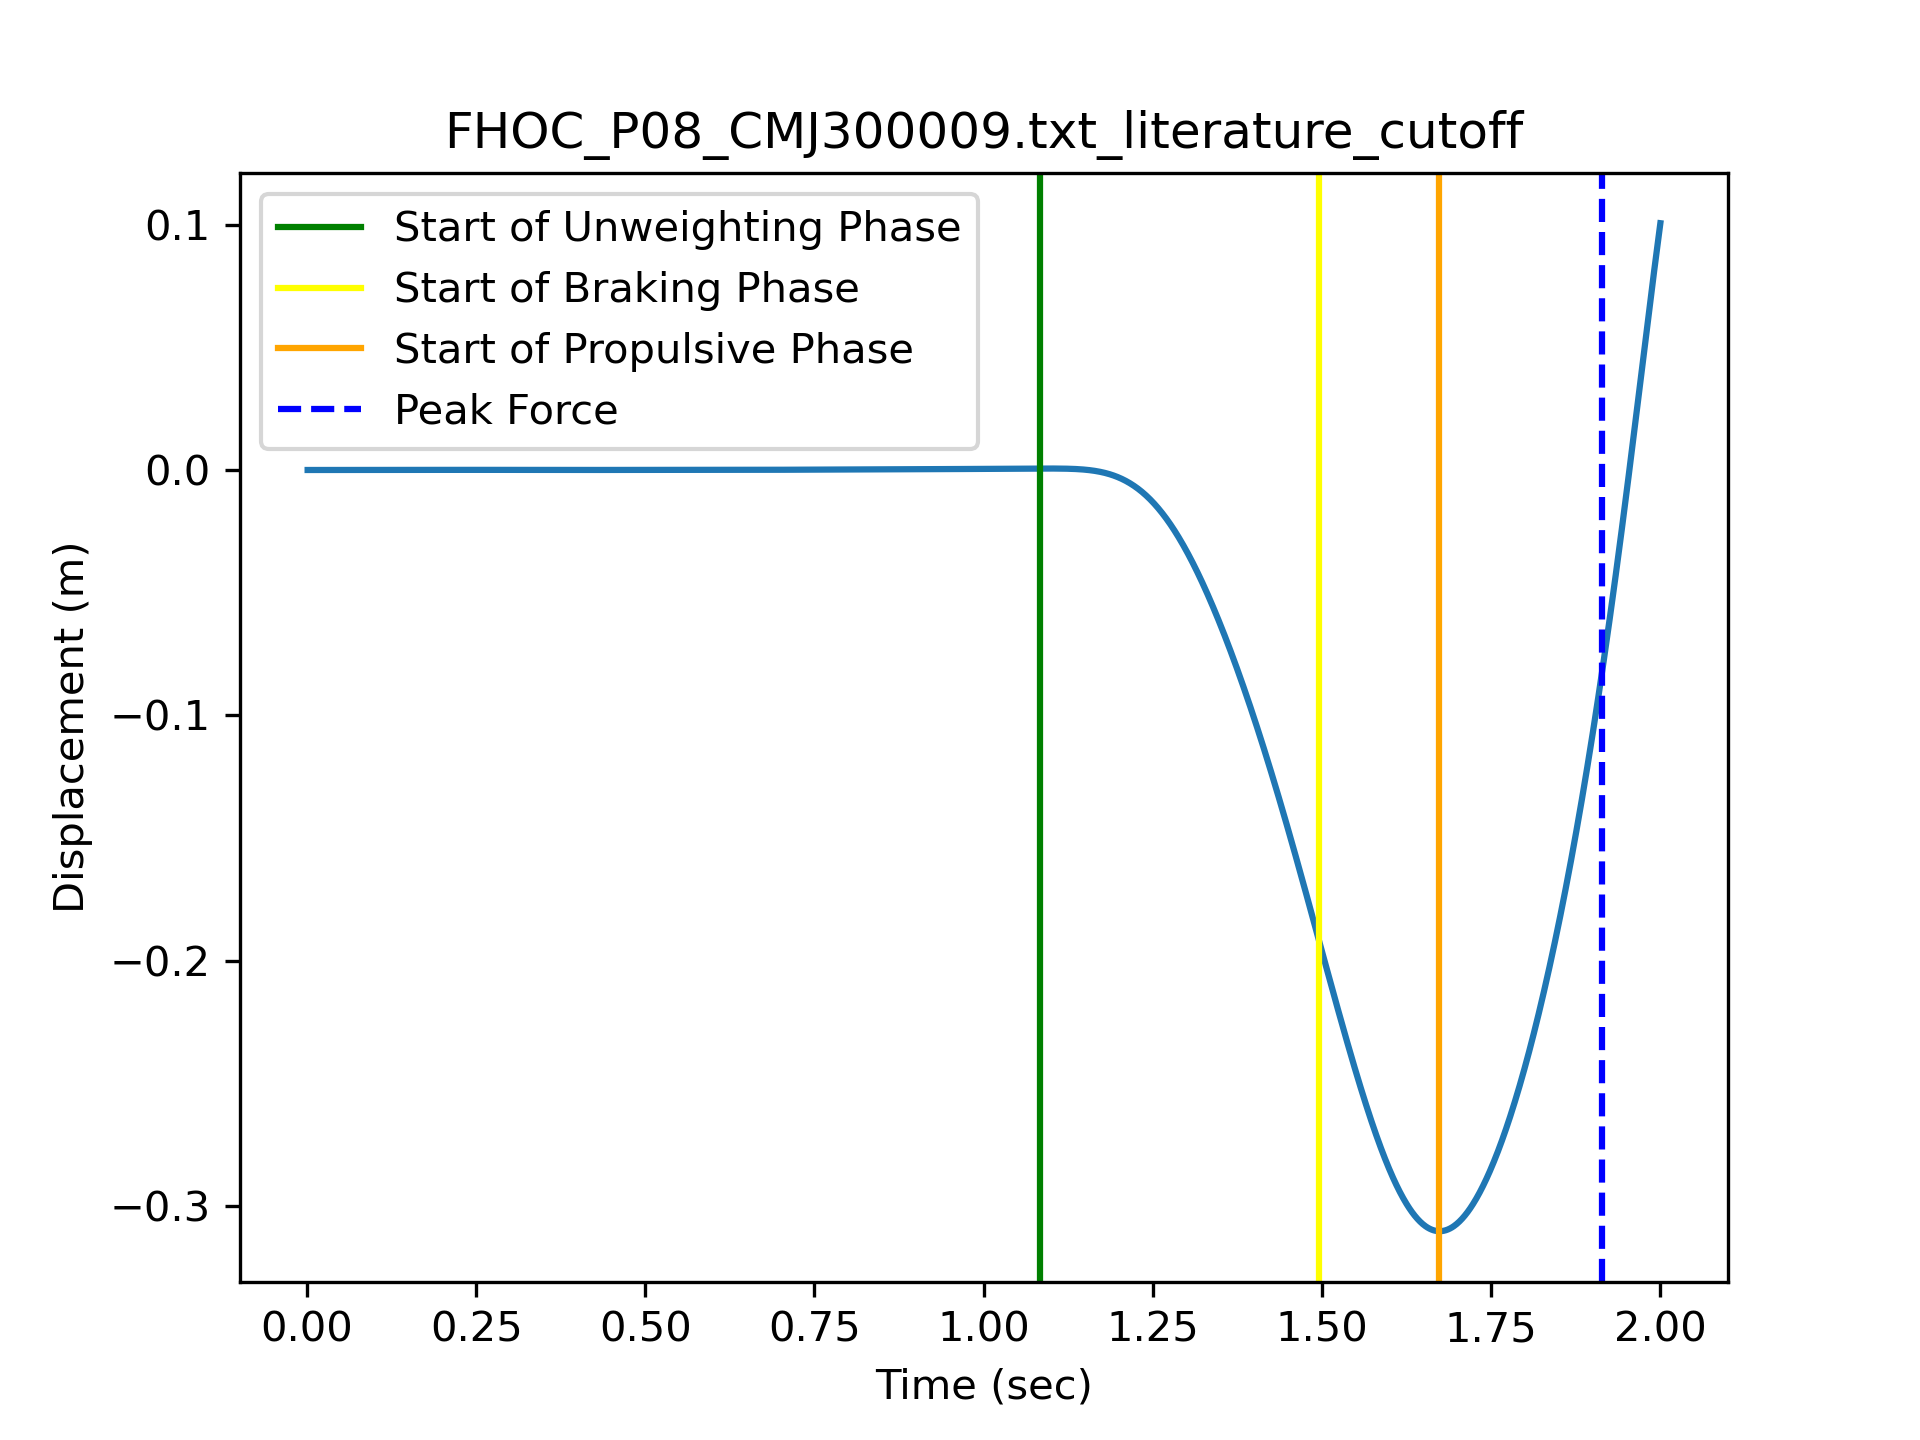 FHOC_P08_CMJ300009.txt_literature_cutoff
Start of Unweighting Phase
Start of Braking Phase
Start of Propulsive Phase
Peak Force
0.1
0.0
−0.1
−0.2
−0.3
Displacement (m)
0.00 0.25 0.50 0.75 1.00 1.25 1.50 1.75 2.00
Time (sec)